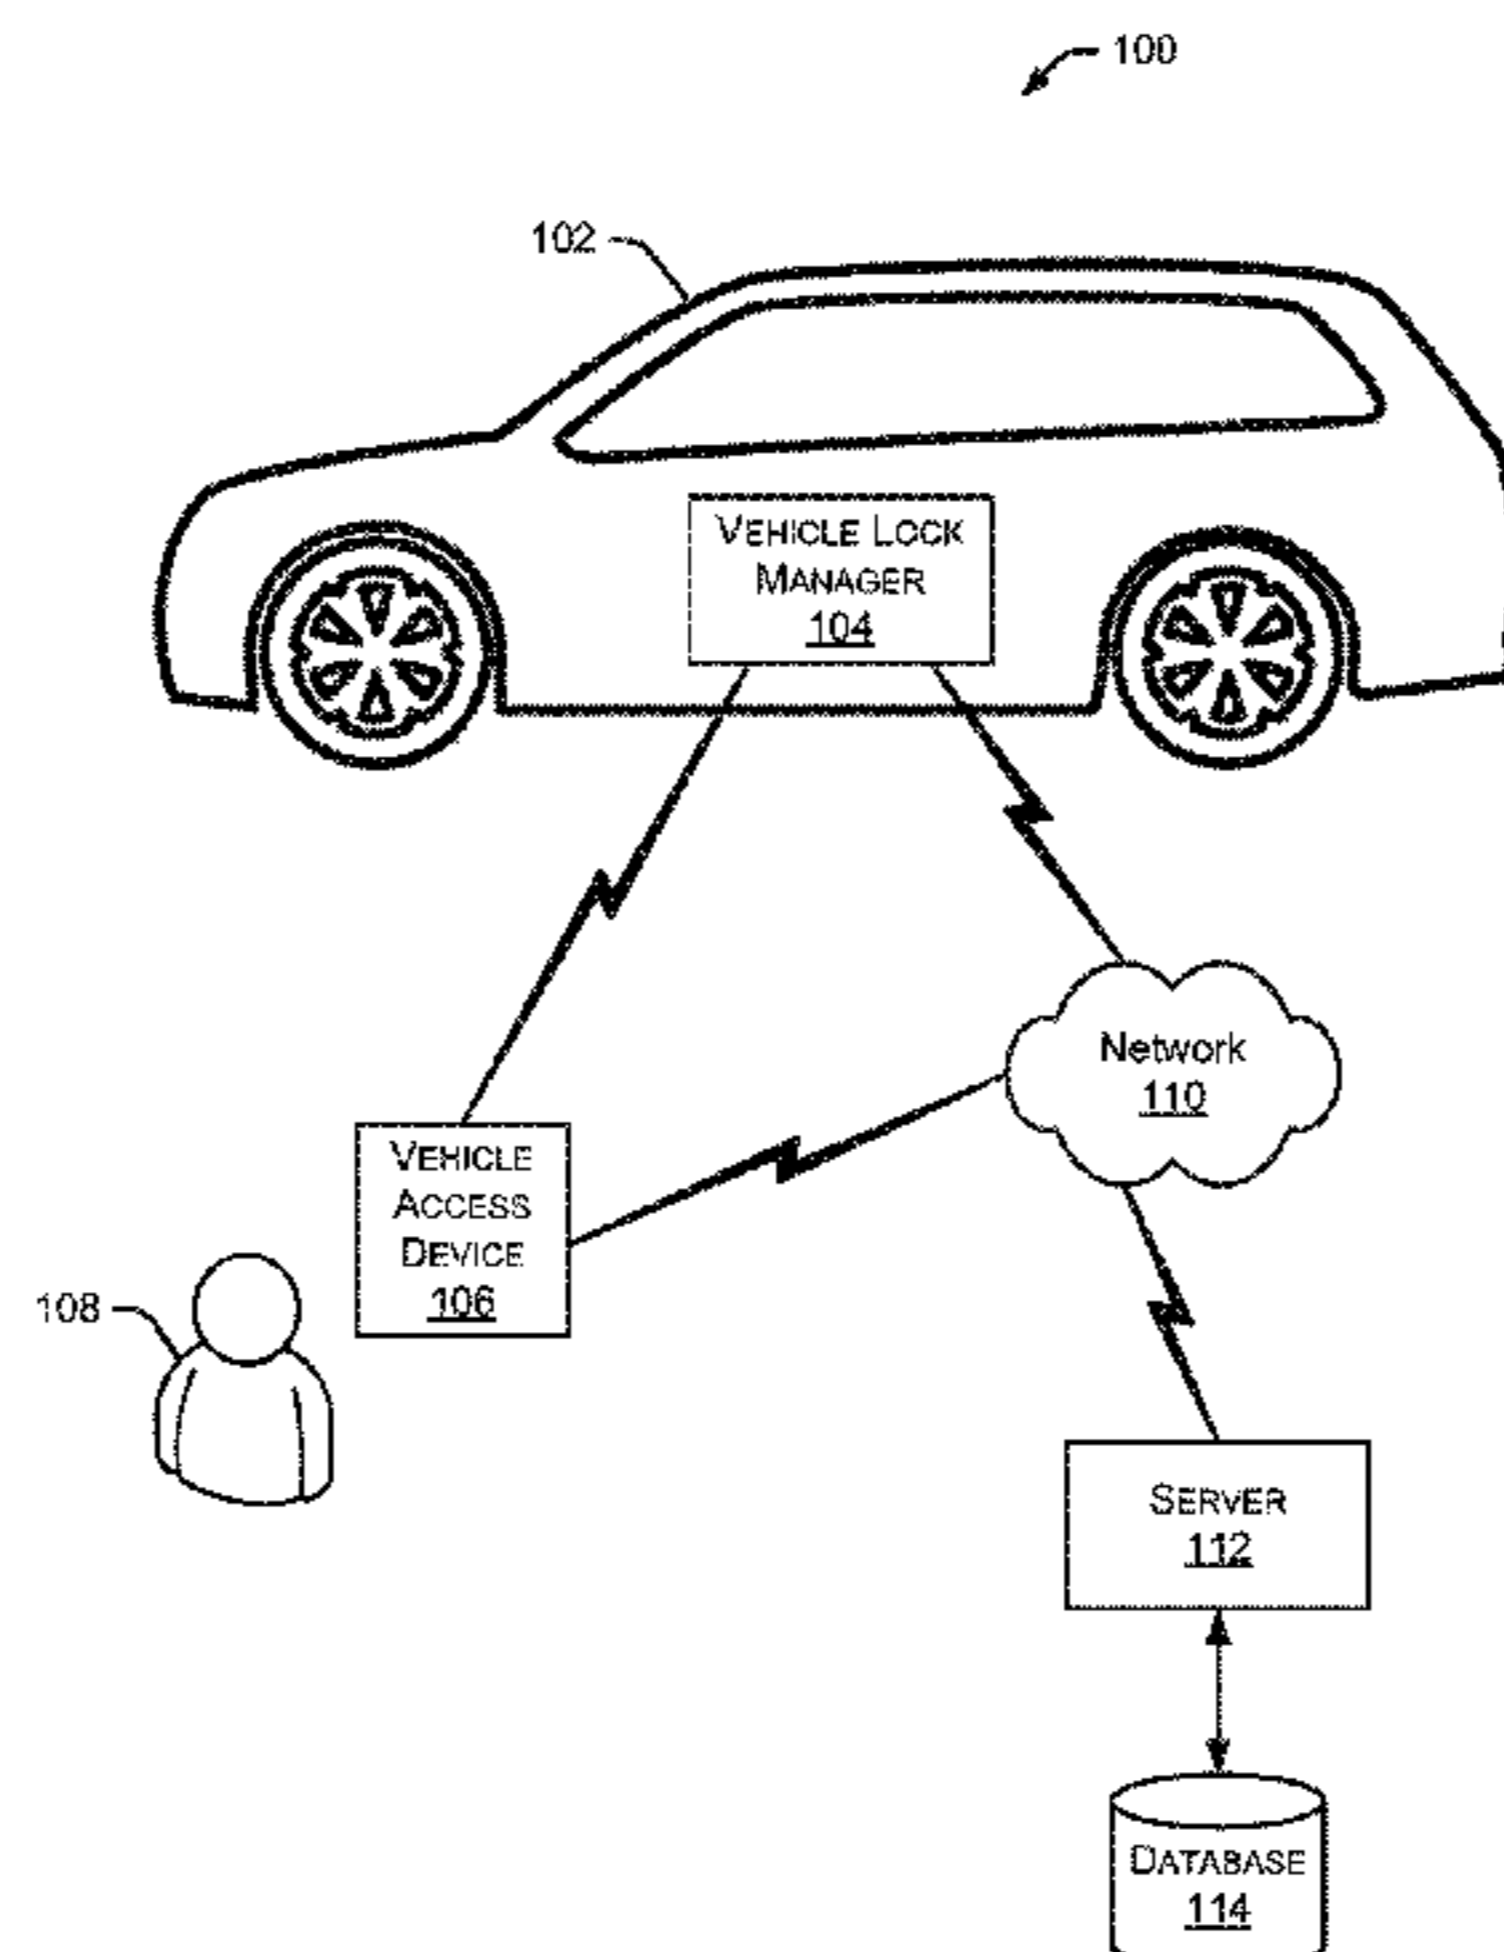 100
102
VEHICLE LOCK
MANAGER
104
Network
110
VEHICLE
ACCESS
DEVICE
106
108
SERVER
112
DATABASE
114